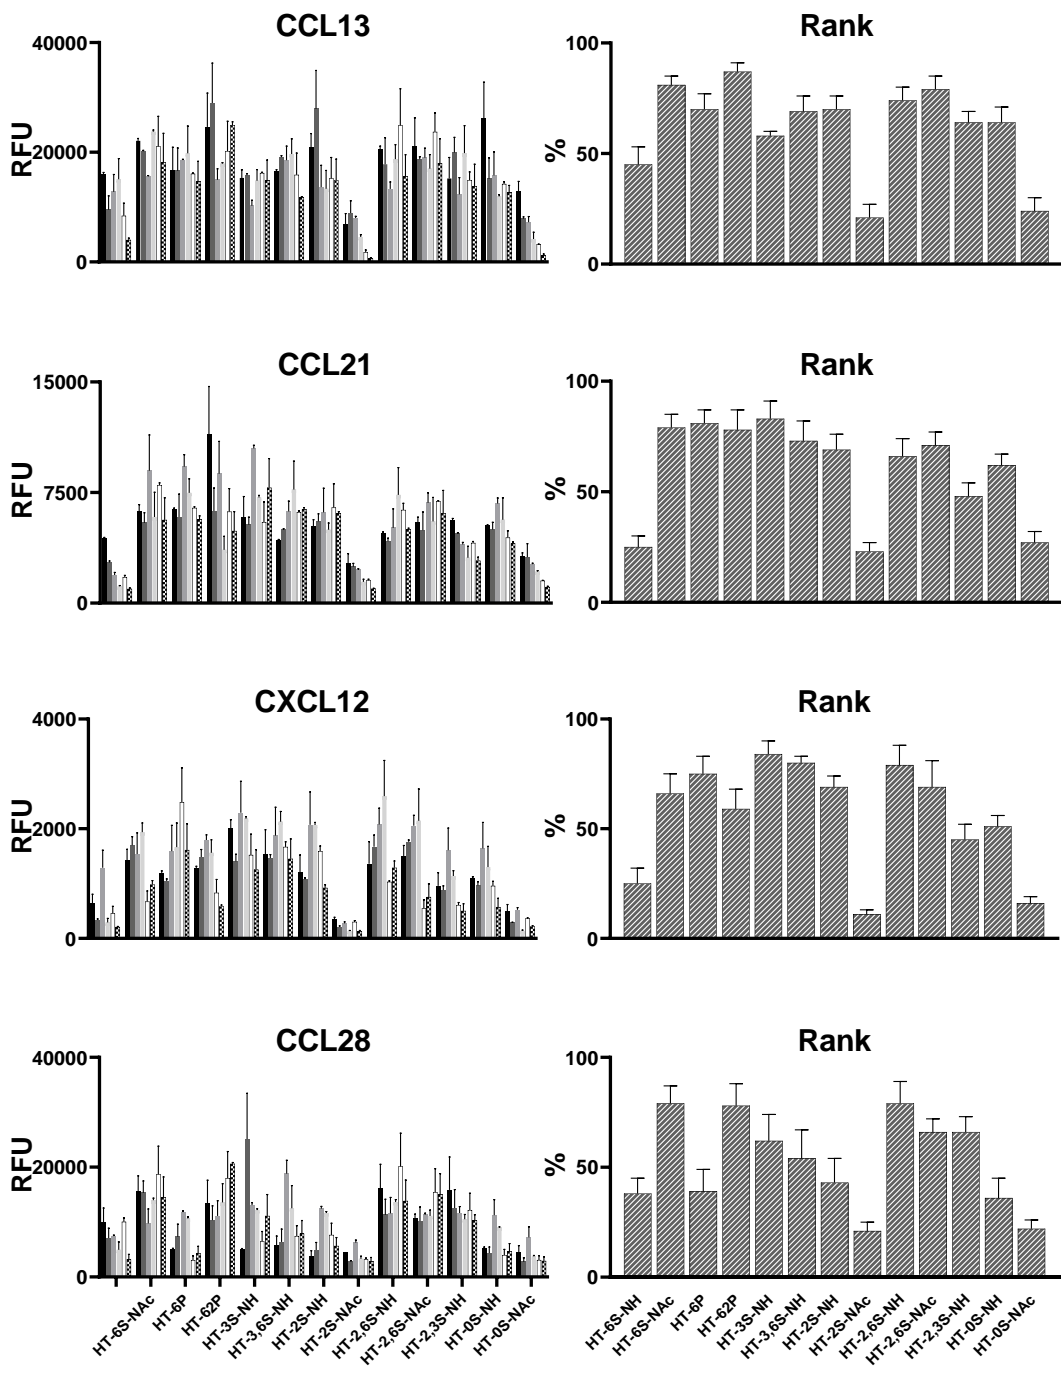 CCL13
Rank
RFU
40000
20000
0
%
100
50
0
CCL21
Rank
RFU
15000
7500
0
%
100
50
0
CXCL12
Rank
RFU
4000
2000
0
%
100
50
0
CCL28
Rank
RFU
40000
20000
0
%
100
50
0
HT-6S-NAc
HT-6P
HT-62P
HT-3S-NH
HT-3,6S-NH
HT-2S-NH
HT-2S-NAc
HT-2,6S-NH
HT-2,6S-NAc
HT-2,3S-NH
HT-0S-NH
HT-0S-NAc
HT-6S-NH
HT-6S-NAc
HT-6P
HT-62P
HT-3S-NH
HT-3,6S-NH
HT-2S-NH
HT-2S-NAc
HT-2,6S-NH
HT-2,6S-NAc
HT-2,3S-NH
HT-0S-NH
HT-0S-NAc